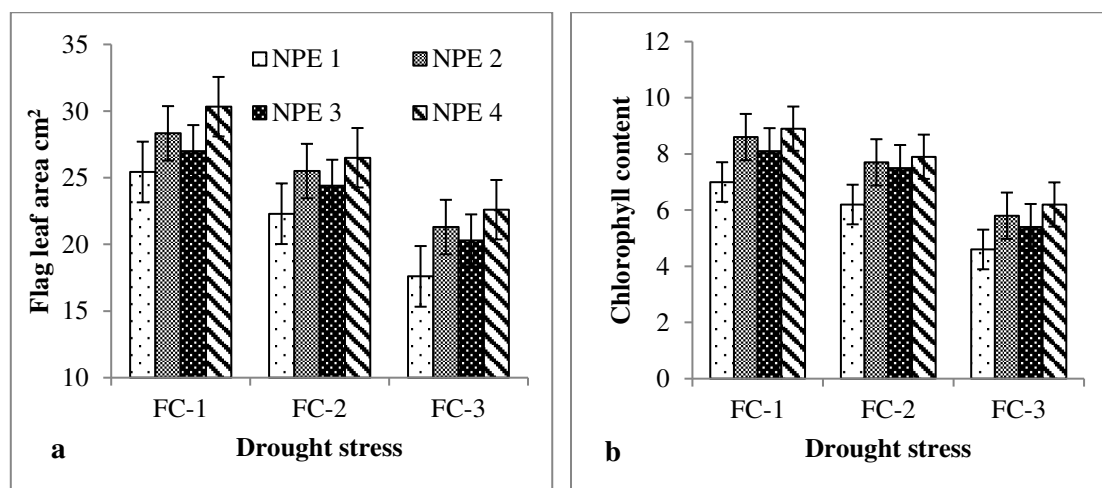 35
30
25
20
15
10
Flag leaf area cm²
NPE 1 NPE 2
NPE 3 NPE 4
FC-1 FC-2 FC-3
Drought stress
a
12
10
8
6
4
2
0
Chlorophyll content
FC-1 FC-2 FC-3
Drought stress
b